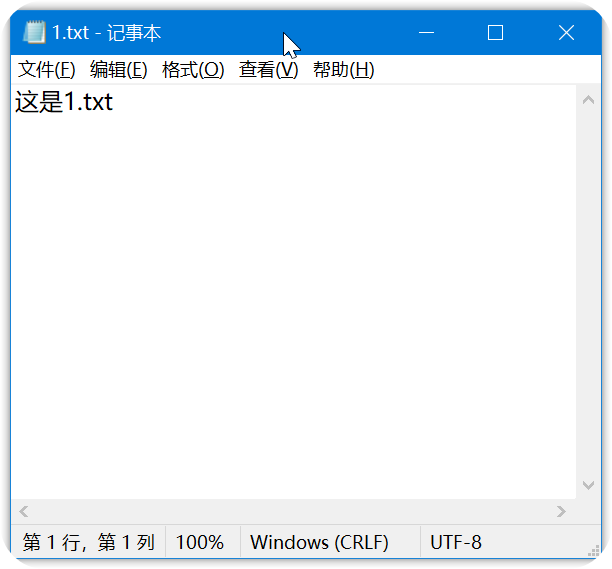 1.txt - 记事本
文件(F) 编辑(E) 格式(O) 查看(V) 帮助(H)
这是1.txt
第 1 行，第 1 列 100% Windows (CRLF) UTF-8